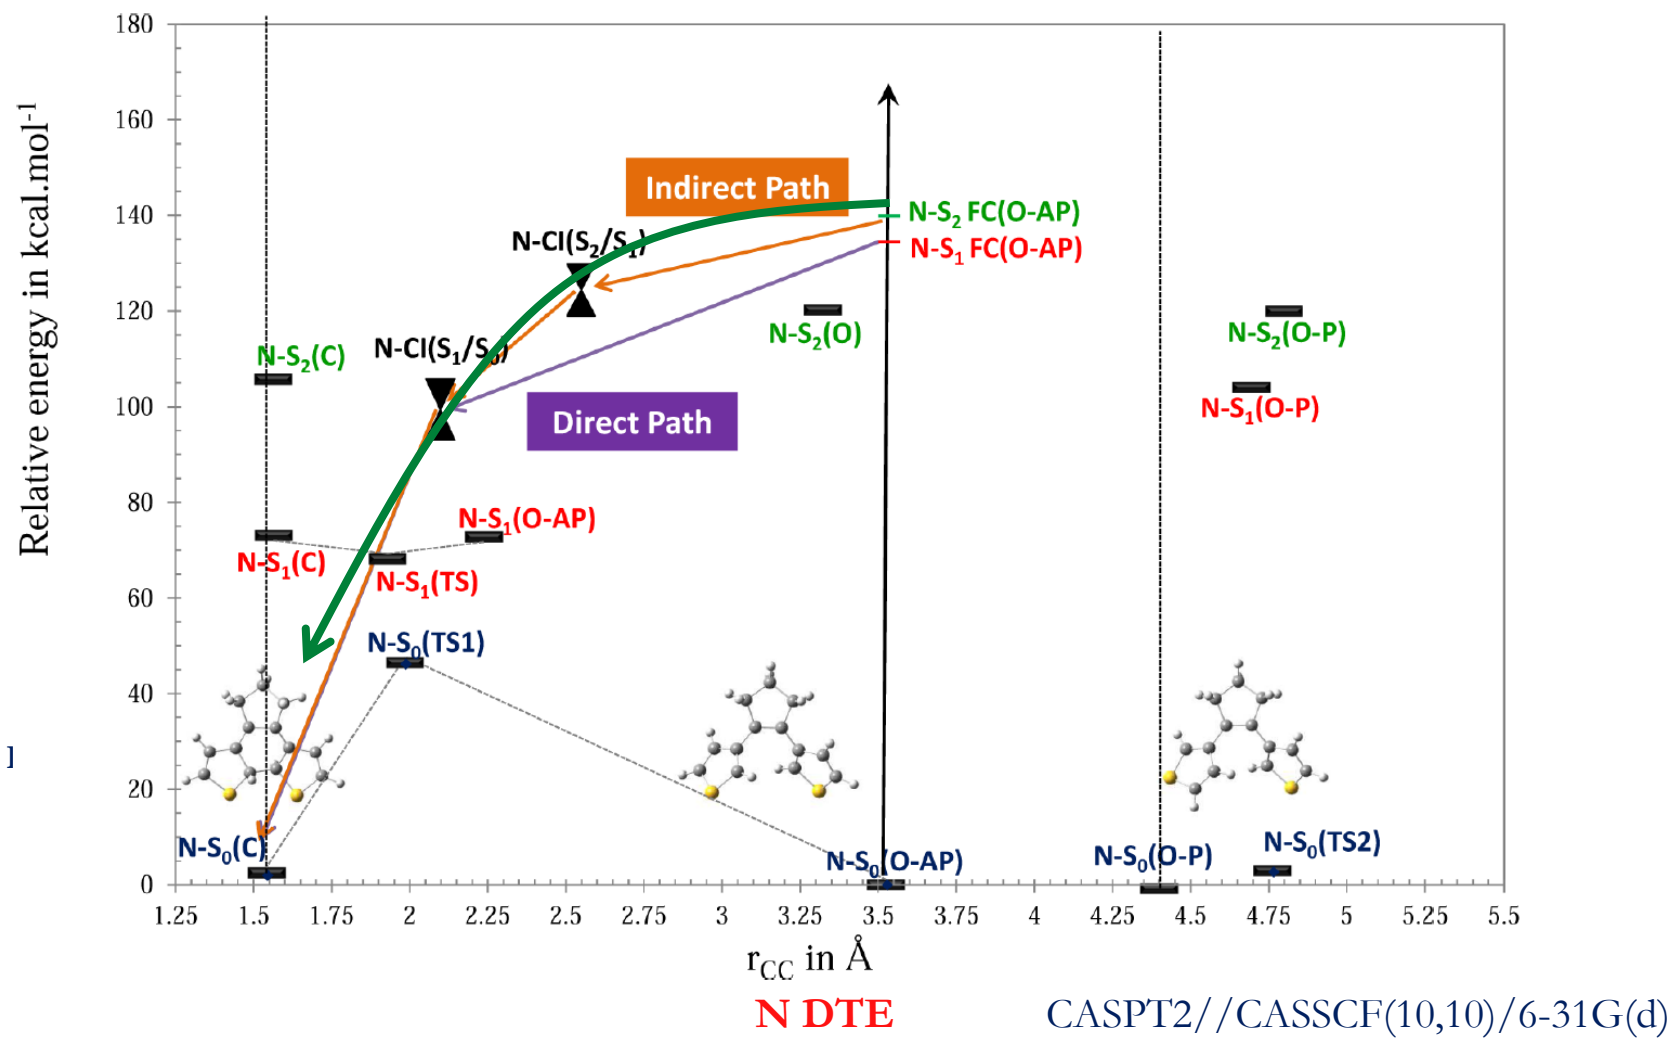 180
160
140
120
100
80
60
40
20
0
Relative energy in kcal.mol-1
Indirect Path
N-S2 FC(O-AP)
N-S1 FC(O-AP)
N-CI(S2/S1)
N-S2(O)
N-S2(O-P)
N-CI(S1/S0)
N-S2(C)
N-S1(O-P)
Direct Path
N-S1(O-AP)
N-S1(C)
N-S1(TS)
N-S0(TS1)
]
N-S0(C)
N-S0(O-AP)
N-S0(O-P)
N-S0(TS2)
1.25 1.5 1.75 2 2.25 2.5 2.75 3 3.25 3.5 3.75 4 4.25 4.5 4.75 5 5.25 5.5
rCC in Å
N DTE
CASPT2//CASSCF(10,10)/6-31G(d)